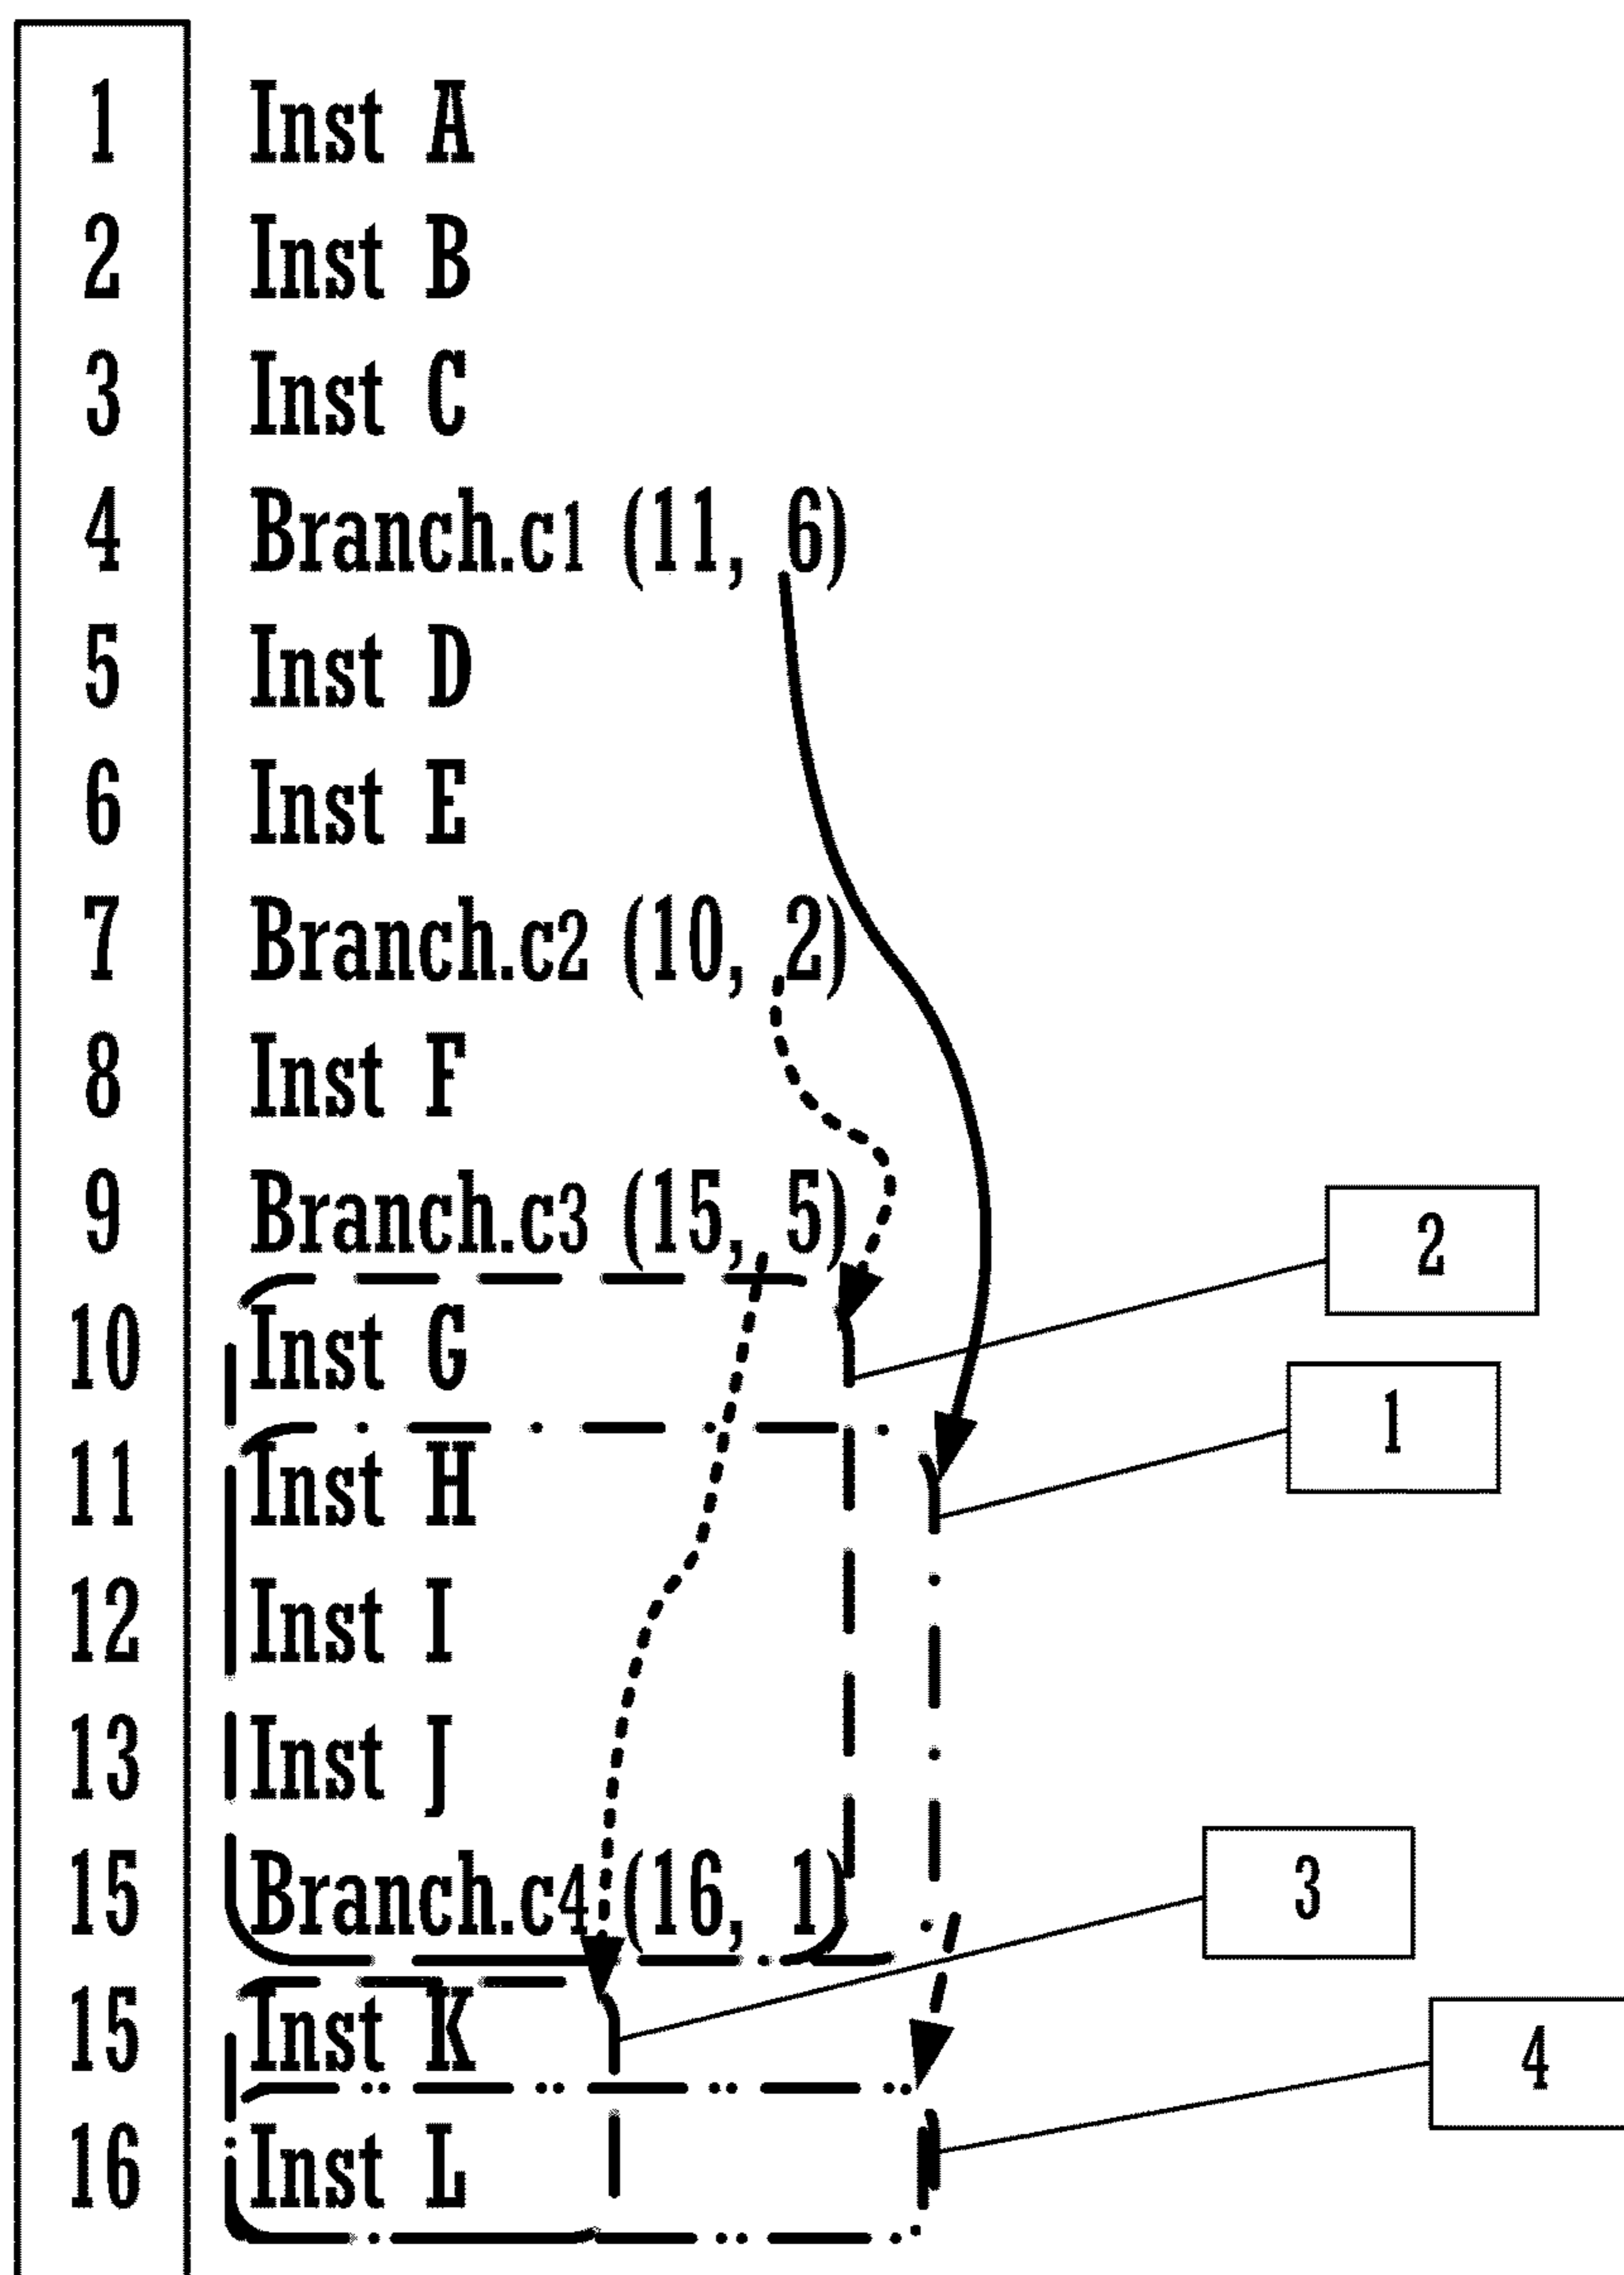 1 Inst A
2 Inst B
3 Inst C
4 Branch.c1 (11, 6)
5 Inst D
6 Inst E
7 Branch.c2 (10, 2)
8 Inst F
9 Branch.c3 (15, 5)
2
10 Inst G
1
11 Inst H
12 Inst I
13 Inst J
15 Branch.c4 (16, 1)
3
15 Inst K
4
16 Inst L